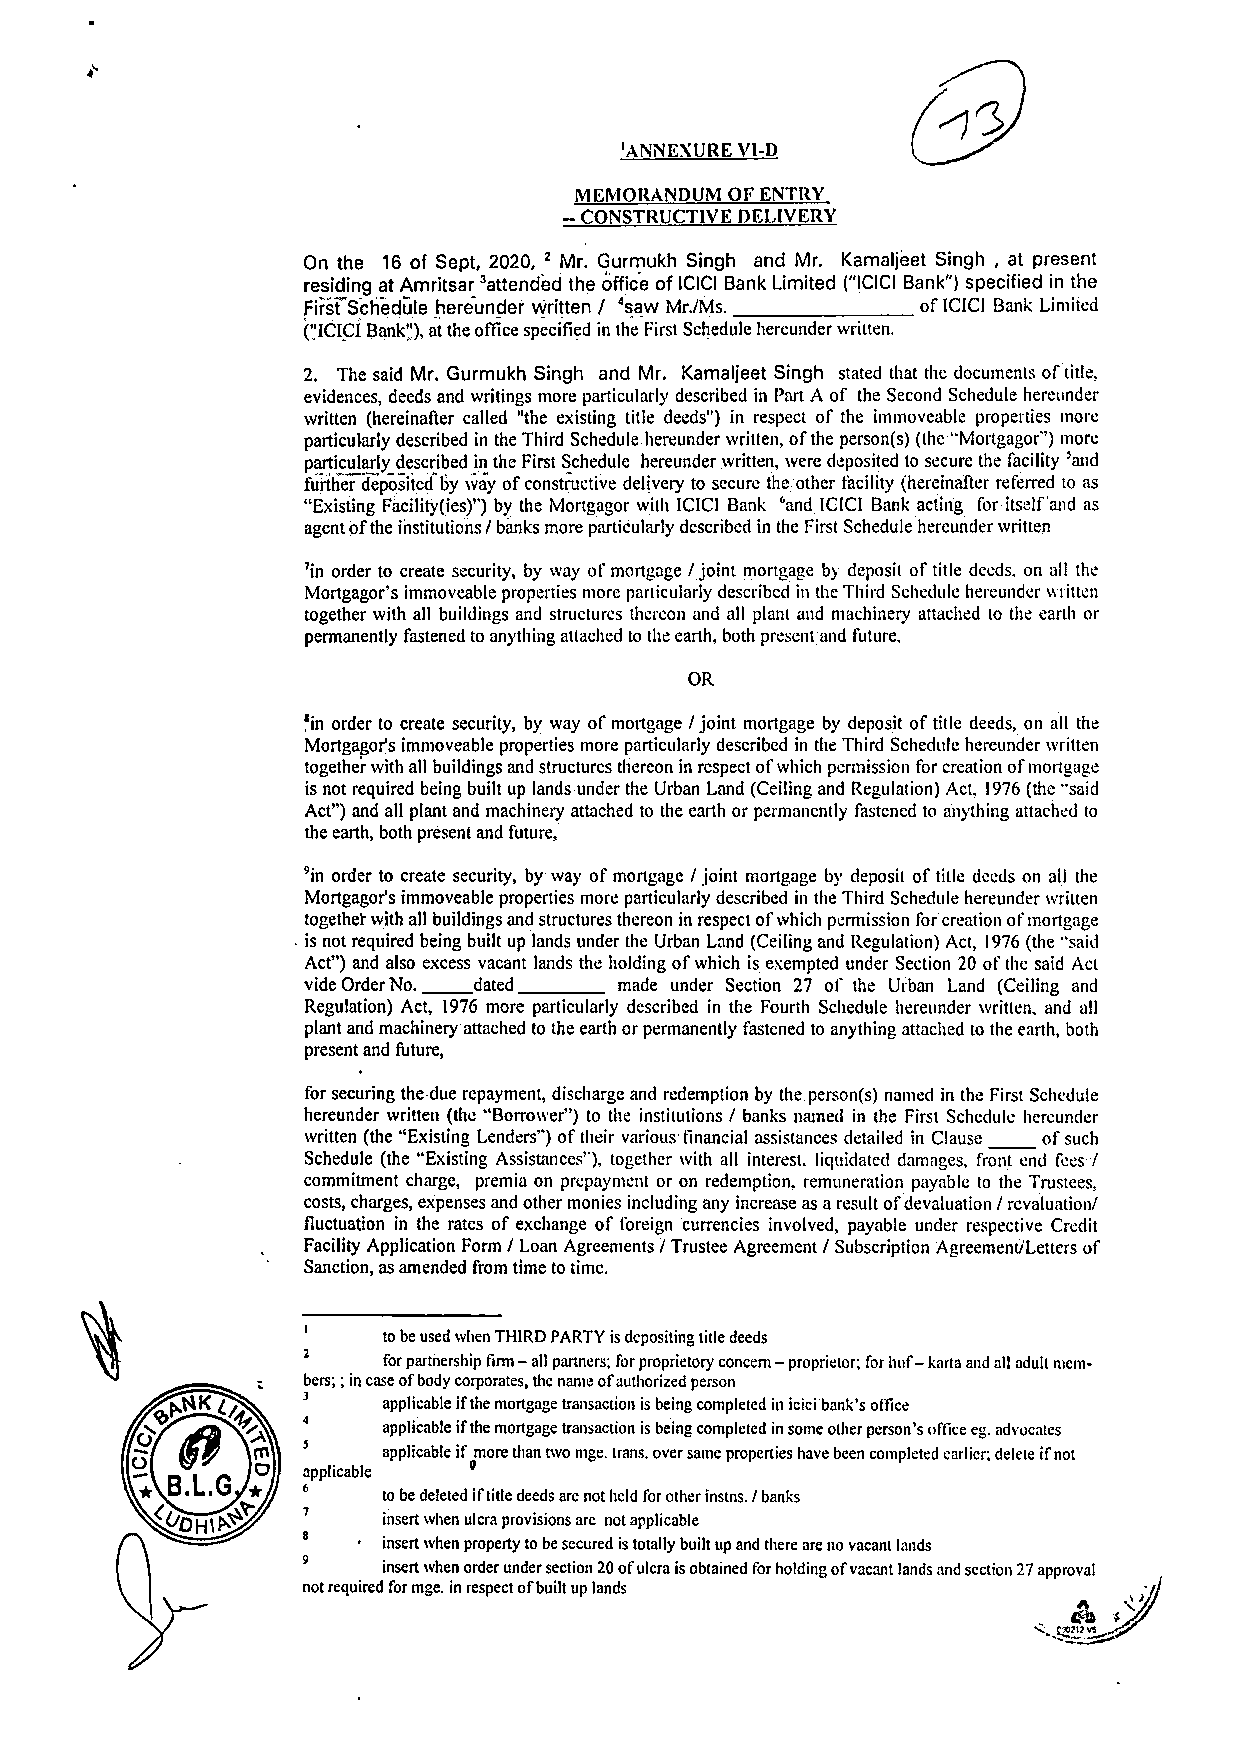 73
¹ANNEXURE VI-D
MEMORANDUM OF ENTRY
-- CONSTRUCTIVE DELIVERY
On the 16 of Sept, 2020, ² Mr. Gurmukh Singh and Mr. Kamaljeet Singh , at present
residing at Amritsar ³attended the office of ICICI Bank Limited ("ICICI Bank") specified in the
First Schedule hereunder written / ⁴saw Mr./Ms. _________________ of ICICI Bank Limited
("ICICI Bank"), at the office specified in the First Schedule hereunder written.
2. The said Mr. Gurmukh Singh and Mr. Kamaljeet Singh stated that the documents of title,
evidences, deeds and writings more particularly described in Part A of the Second Schedule hereunder
written (hereinafter called "the existing title deeds") in respect of the immoveable properties more
particularly described in the Third Schedule hereunder written, of the person(s) (the "Mortgagor") more
particularly described in the First Schedule hereunder written, were deposited to secure the facility ⁵and
further deposited by way of constructive delivery to secure the other facility (hereinafter referred to as
"Existing Facility(ies)") by the Mortgagor with ICICI Bank ⁶and ICICI Bank acting for itself and as
agent of the institutions / banks more particularly described in the First Schedule hereunder written
⁷in order to create security, by way of mortgage / joint mortgage by deposit of title deeds, on all the
Mortgagor's immoveable properties more particularly described in the Third Schedule hereunder written
together with all buildings and structures thereon and all plant and machinery attached to the earth or
permanently fastened to anything attached to the earth, both present and future,
OR
⁸in order to create security, by way of mortgage / joint mortgage by deposit of title deeds, on all the
Mortgagor's immoveable properties more particularly described in the Third Schedule hereunder written
together with all buildings and structures thereon in respect of which permission for creation of mortgage
is not required being built up lands under the Urban Land (Ceiling and Regulation) Act, 1976 (the "said
Act") and all plant and machinery attached to the earth or permanently fastened to anything attached to
the earth, both present and future,
⁹in order to create security, by way of mortgage / joint mortgage by deposit of title deeds on all the
Mortgagor's immoveable properties more particularly described in the Third Schedule hereunder written
together with all buildings and structures thereon in respect of which permission for creation of mortgage
is not required being built up lands under the Urban Land (Ceiling and Regulation) Act, 1976 (the "said
Act") and also excess vacant lands the holding of which is exempted under Section 20 of the said Act
vide Order No. _____dated ________ made under Section 27 of the Urban Land (Ceiling and
Regulation) Act, 1976 more particularly described in the Fourth Schedule hereunder written, and all
plant and machinery attached to the earth or permanently fastened to anything attached to the earth, both
present and future,
for securing the due repayment, discharge and redemption by the person(s) named in the First Schedule
hereunder written (the "Borrower") to the institutions / banks named in the First Schedule hereunder
written (the "Existing Lenders") of their various financial assistances detailed in Clause ____ of such
Schedule (the "Existing Assistances"), together with all interest, liquidated damages, front end fees /
commitment charge, premia on prepayment or on redemption, remuneration payable to the Trustees,
costs, charges, expenses and other monies including any increase as a result of devaluation / revaluation/
fluctuation in the rates of exchange of foreign currencies involved, payable under respective Credit
Facility Application Form / Loan Agreements / Trustee Agreement / Subscription Agreement/Letters of
Sanction, as amended from time to time.
1 to be used when THIRD PARTY is depositing title deeds
2 for partnership firm – all partners; for proprietory concern – proprietor; for huf – karta and all adult mem-
bers; ; in case of body corporates, the name of authorized person
3 applicable if the mortgage transaction is being completed in icici bank's office
4 applicable if the mortgage transaction is being completed in some other person's office eg. advocates
5 applicable if more than two mge. trans. over same properties have been completed earlier; delete if not
applicable
6 to be deleted if title deeds are not held for other instns. / banks
7 insert when ulcra provisions are not applicable
8 insert when property to be secured is totally built up and there are no vacant lands
9 insert when order under section 20 of ulcra is obtained for holding of vacant lands and section 27 approval
not required for mge. in respect of built up lands
ICICI BANK LIMITED
B.L.G.
LUDHIANA